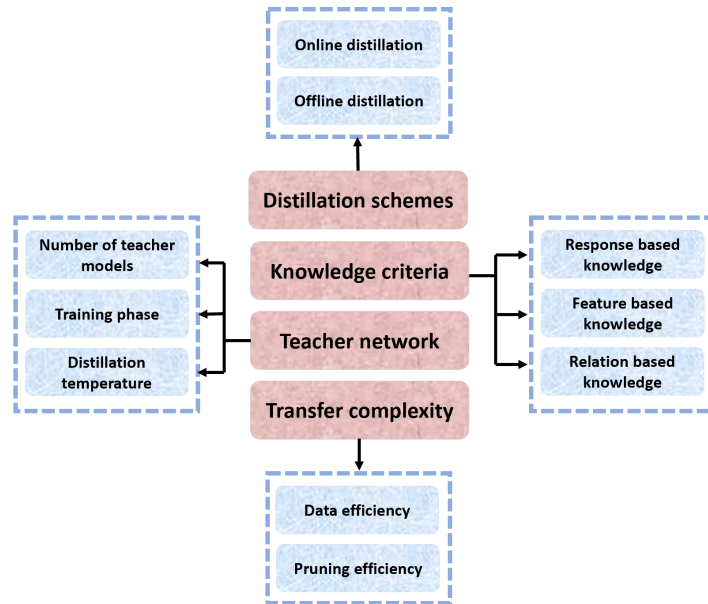 Online distillation
Offline distillation
Distillation schemes
Knowledge criteria
Teacher network
Transfer complexity
Number of teacher
models
Training phase
Distillation
temperature
Response based
knowledge
Feature based
knowledge
Relation based
knowledge
Data efficiency
Pruning efficiency